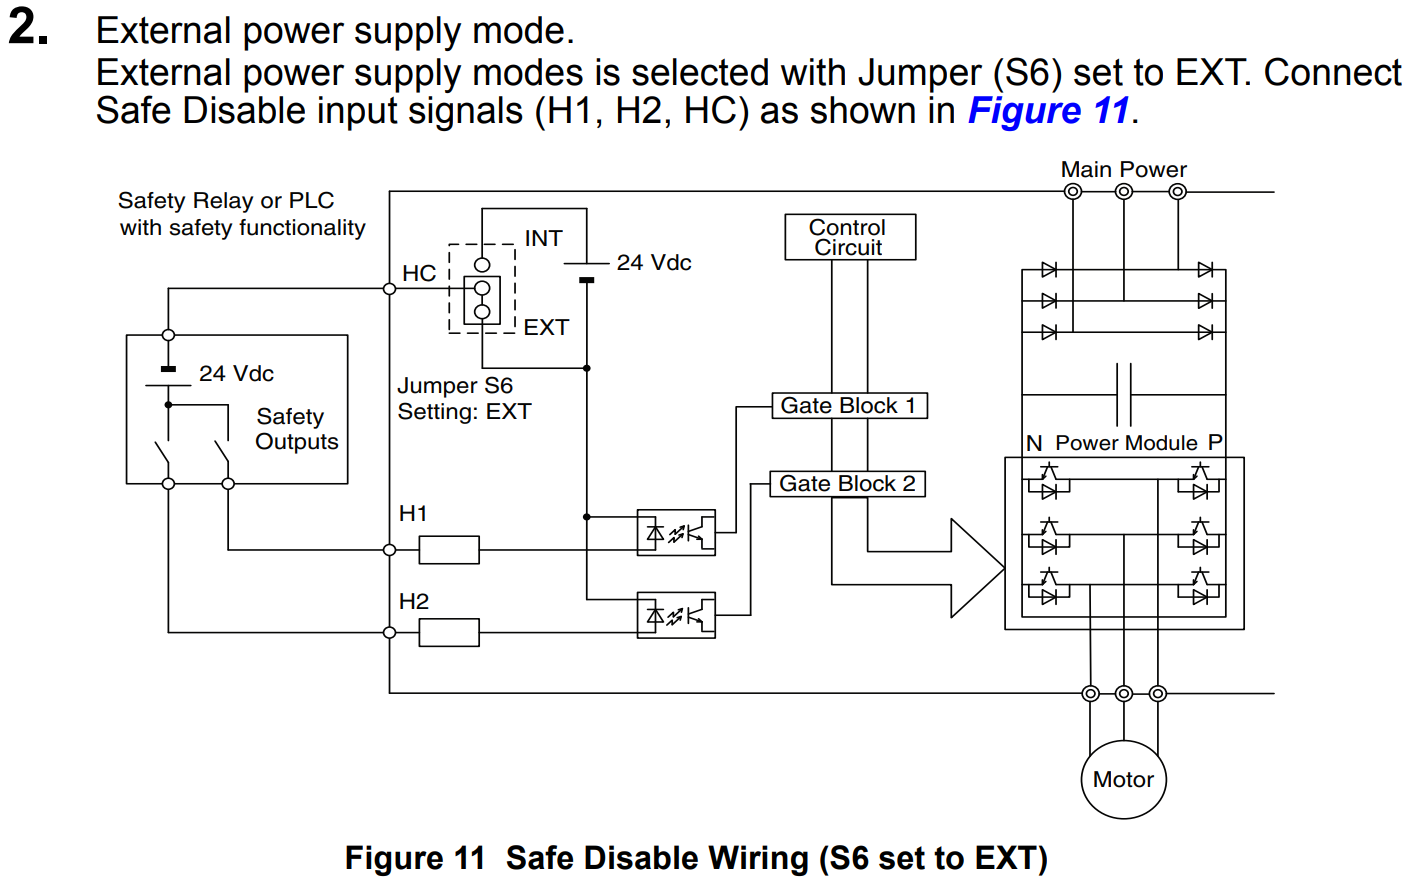 2. External power supply mode.
External power supply modes is selected with Jumper (S6) set to EXT. Connect
Safe Disable input signals (H1, H2, HC) as shown in Figure 11.
Main Power
Safety Relay or PLC
with safety functionality
Control
Circuit
INT
24 Vdc
HC
EXT
24 Vdc
Jumper S6
Setting: EXT
Safety
Outputs
Gate Block 1
N Power Module P
Gate Block 2
H1
H2
Motor
Figure 11 Safe Disable Wiring (S6 set to EXT)